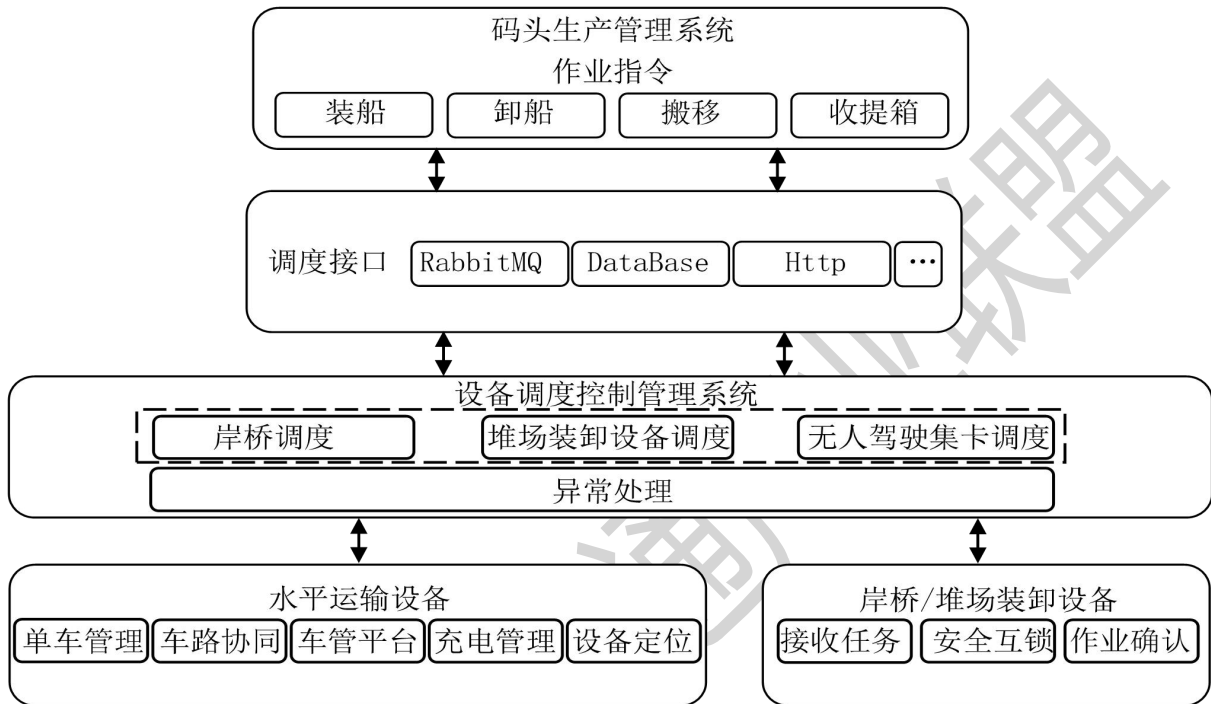 码头生产管理系统
作业指令
装船 卸船 搬移 收提箱
调度接口 RabbitMQ DataBase Http …
设备调度控制管理系统
岸桥调度 堆场装卸设备调度 无人驾驶集卡调度
异常处理
水平运输设备
单车管理 车路协同 车管平台 充电管理 设备定位
岸桥/堆场装卸设备
接收任务 安全互锁 作业确认
联盟